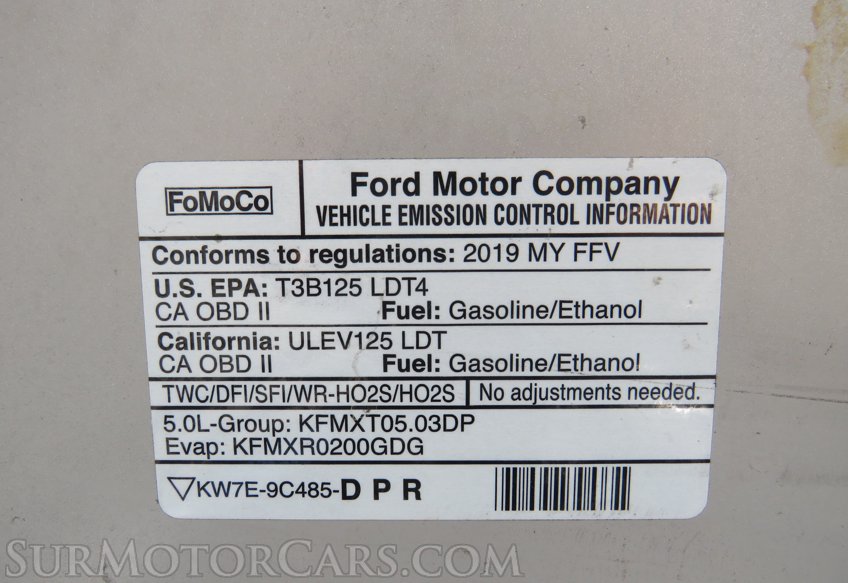 FoMoCo
Ford Motor Company
VEHICLE EMISSION CONTROL INFORMATION
Conforms to regulations: 2019 MY FFV
U.S. EPA: T3B125 LDT4
CA OBD II Fuel: Gasoline/Ethanol
California: ULEV125 LDT
CA OBD II Fuel: Gasoline/Ethanol
TWC/DFI/SFI/WR-HO2S/HO2S No adjustments needed.
5.0L-Group: KFMXT05.03DP
Evap: KFMXR0200GDG
▽KW7E-9C485-D P R
SurMotorCars.com